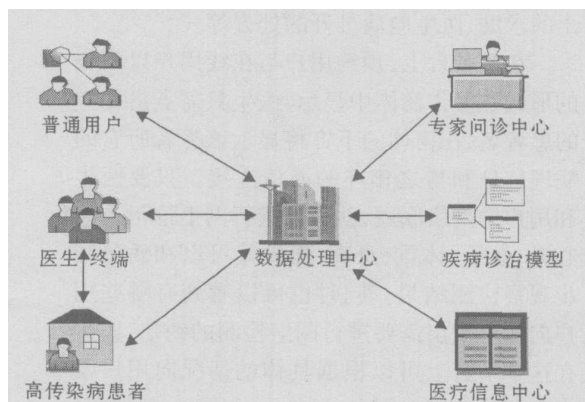 普通用户
专家问诊中心
医生终端
数据处理中心
疾病诊治模型
高传染病患者
医疗信息中心